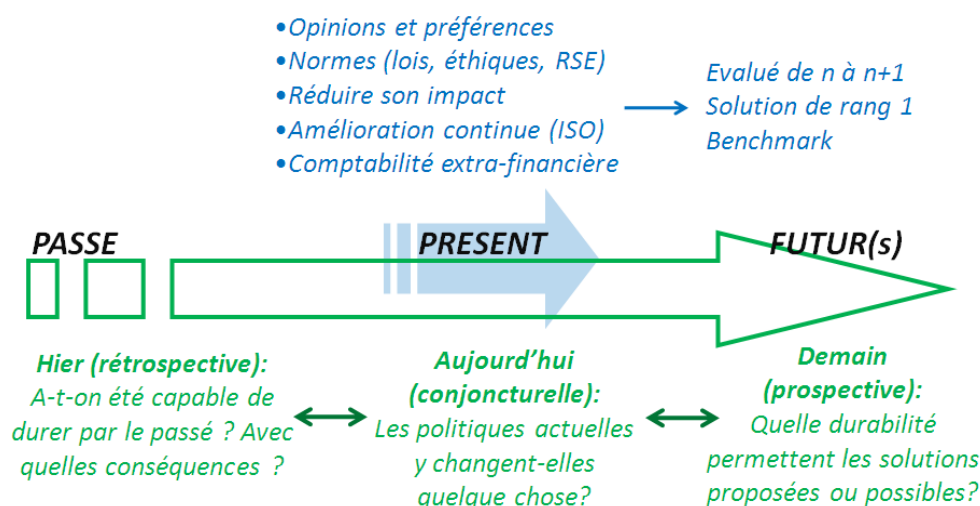 •Opinions et préférences
•Normes (lois, éthiques, RSE)
•Réduire son impact
•Amélioration continue (ISO)
•Comptabilité extra-financière
Evalué de n à n+1
Solution de rang 1
Benchmark
PASSE
PRESENT
FUTUR(s)
Hier (rétrospective):
A-t-on été capable de
durer par le passé ? Avec
quelles conséquences ?
Aujourd’hui
(conjoncturelle):
Les politiques actuelles
y changent-elles
quelque chose?
Demain
(prospective):
Quelle durabilité
permettent les solutions
proposées ou possibles?